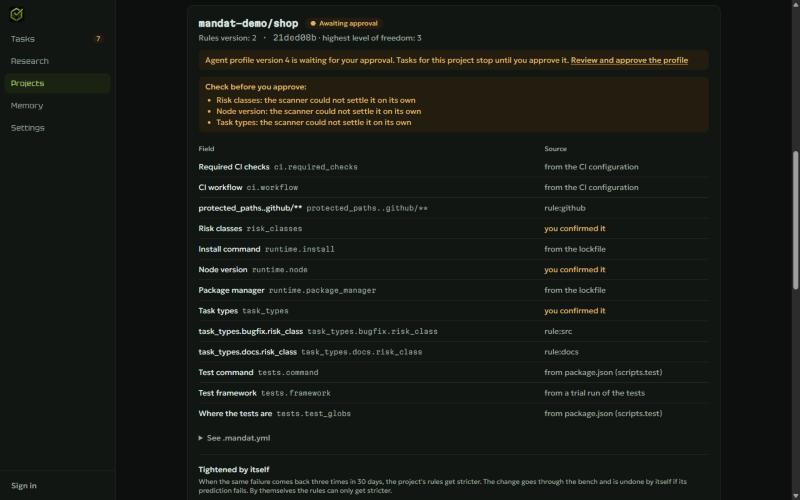 Tasks 7
Research
Projects
Memory
Settings
Sign in
mandat-demo/shop Awaiting approval
Rules version: 2 · 21ded08b · highest level of freedom: 3
Agent profile version 4 is waiting for your approval. Tasks for this project stop until you approve it. Review and approve the profile
Check before you approve:
• Risk classes: the scanner could not settle it on its own
• Node version: the scanner could not settle it on its own
• Task types: the scanner could not settle it on its own
Field Source
Required CI checks ci.required_checks from the CI configuration
CI workflow ci.workflow from the CI configuration
protected_paths..github/** protected_paths..github/** rule:github
Risk classes risk_classes you confirmed it
Install command runtime.install from the lockfile
Node version runtime.node you confirmed it
Package manager runtime.package_manager from the lockfile
Task types task_types you confirmed it
task_types.bugfix.risk_class task_types.bugfix.risk_class rule:src
task_types.docs.risk_class task_types.docs.risk_class rule:docs
Test command tests.command from package.json (scripts.test)
Test framework tests.framework from a trial run of the tests
Where the tests are tests.test_globs from package.json (scripts.test)
See .mandat.yml
Tightened by itself
When the same failure comes back three times in 30 days, the project's rules get stricter. The change goes through the bench and is undone by itself if its
prediction fails. By themselves the rules can only get stricter.